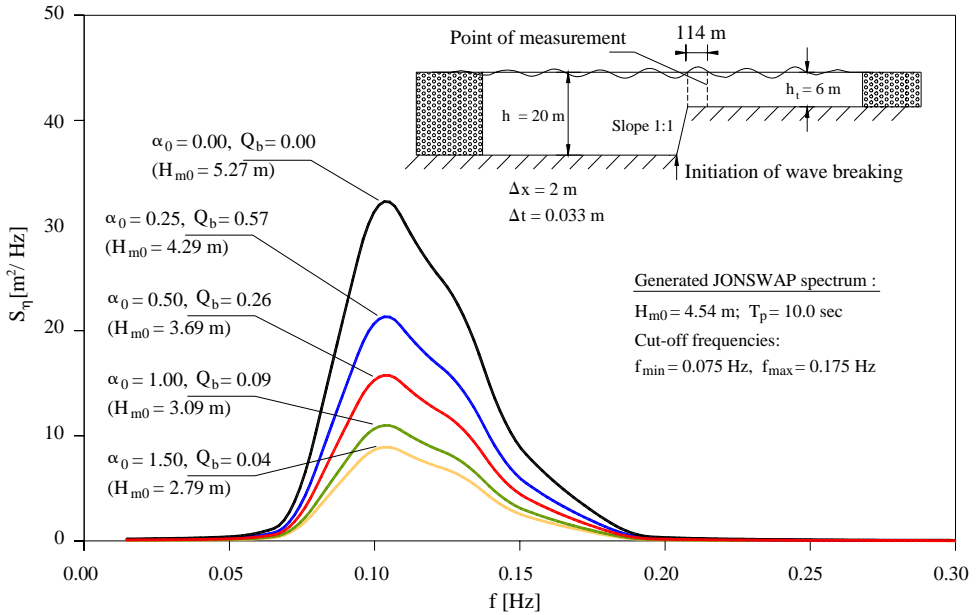 50
40
30
20
10
0
S_η [m²/ Hz]
0.00
0.05
0.10
0.15
0.20
0.25
0.30
f [Hz]
α₀ = 0.00, Q_b = 0.00
(H_m0 = 5.27 m)
α₀ = 0.25, Q_b = 0.57
(H_m0 = 4.29 m)
α₀ = 0.50, Q_b = 0.26
(H_m0 = 3.69 m)
α₀ = 1.00, Q_b = 0.09
(H_m0 = 3.09 m)
α₀ = 1.50, Q_b = 0.04
(H_m0 = 2.79 m)
114 m
Point of measurement
h = 20 m
h_t = 6 m
Slope 1:1
Initiation of wave breaking
Δx = 2 m
Δt = 0.033 m
Generated JONSWAP spectrum :
H_m0 = 4.54 m; T_p = 10.0 sec
Cut-off frequencies:
f_min = 0.075 Hz, f_max = 0.175 Hz